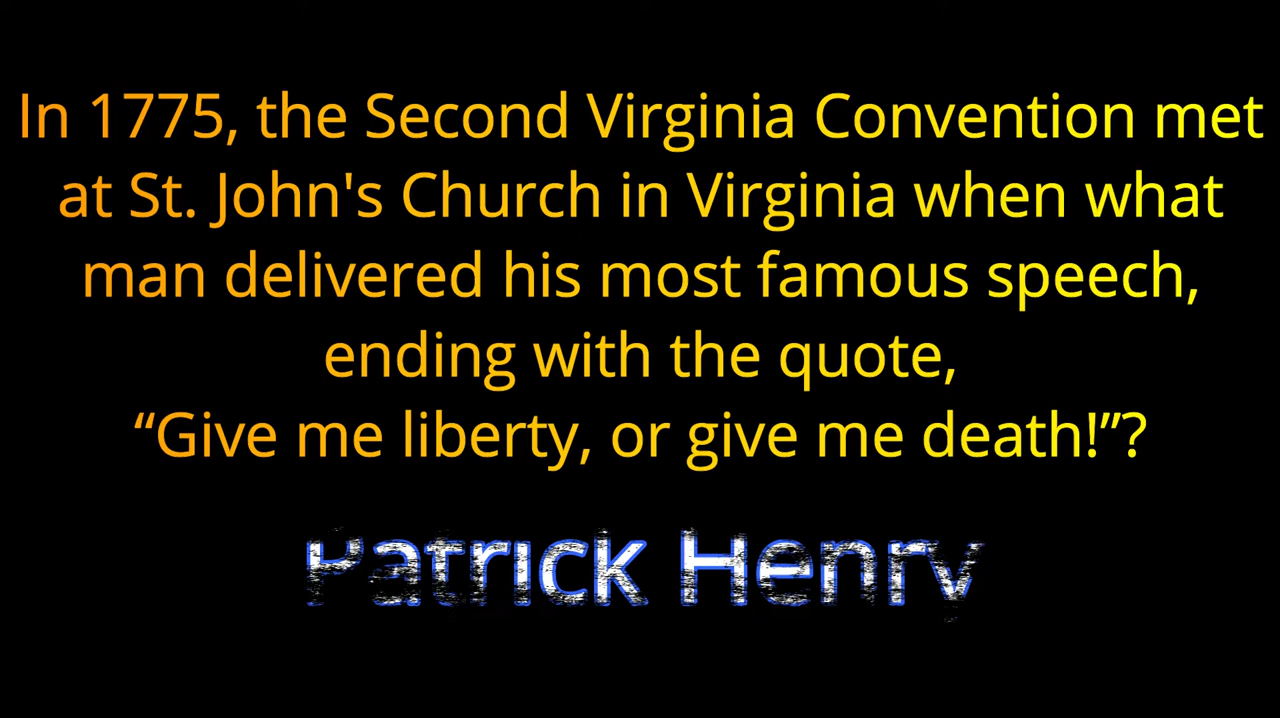 In 1775, the Second Virginia Convention met
at St. John's Church in Virginia when what
man delivered his most famous speech,
ending with the quote,
“Give me liberty, or give me death!”?
Patrick Henry